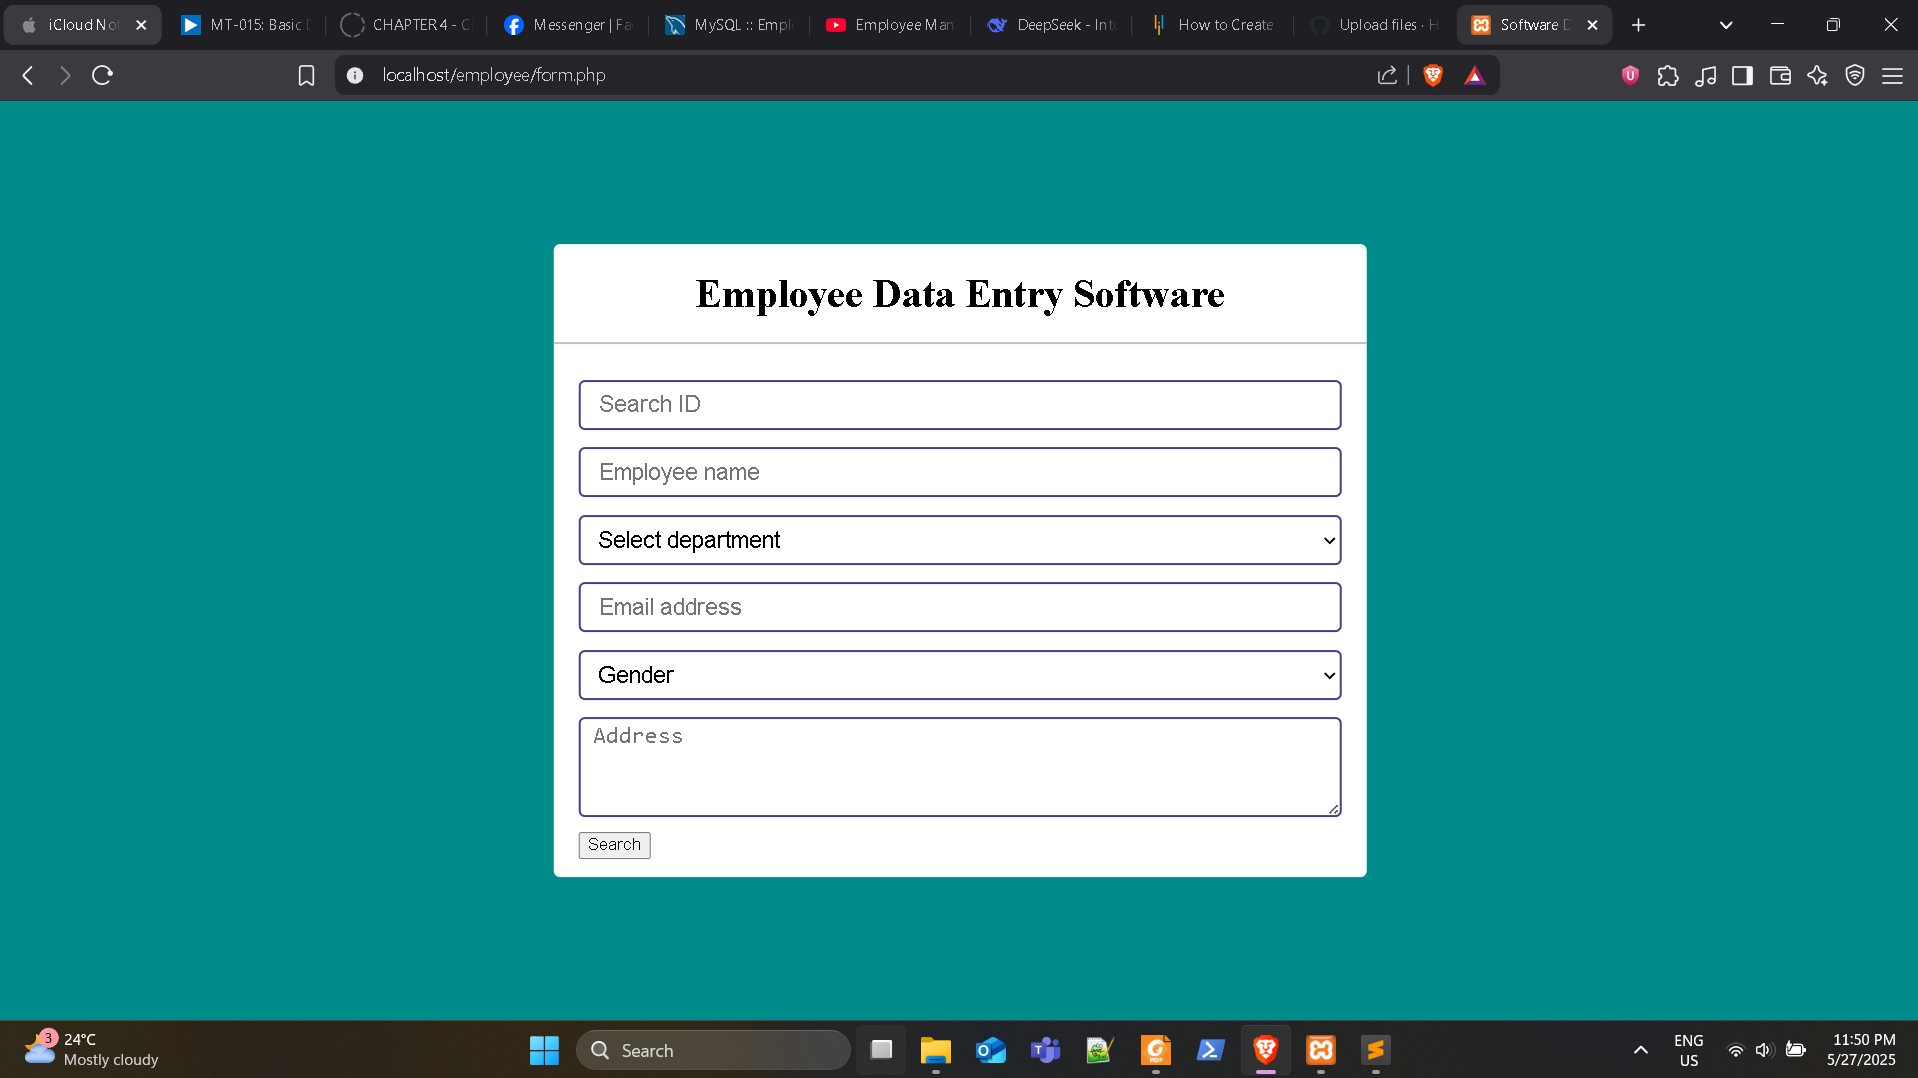 iCloud Not
MT-015: Basic D
CHAPTER 4 - C
Messenger | Fa
MySQL :: Empl
Employee Man
DeepSeek - Int
How to Create
Upload files · H
Software D
localhost/employee/form.php
Employee Data Entry Software
Search ID
Employee name
Select department
Email address
Gender
Address
Search
3
24°C
Mostly cloudy
Search
PDF
ENG
US
11:50 PM
5/27/2025